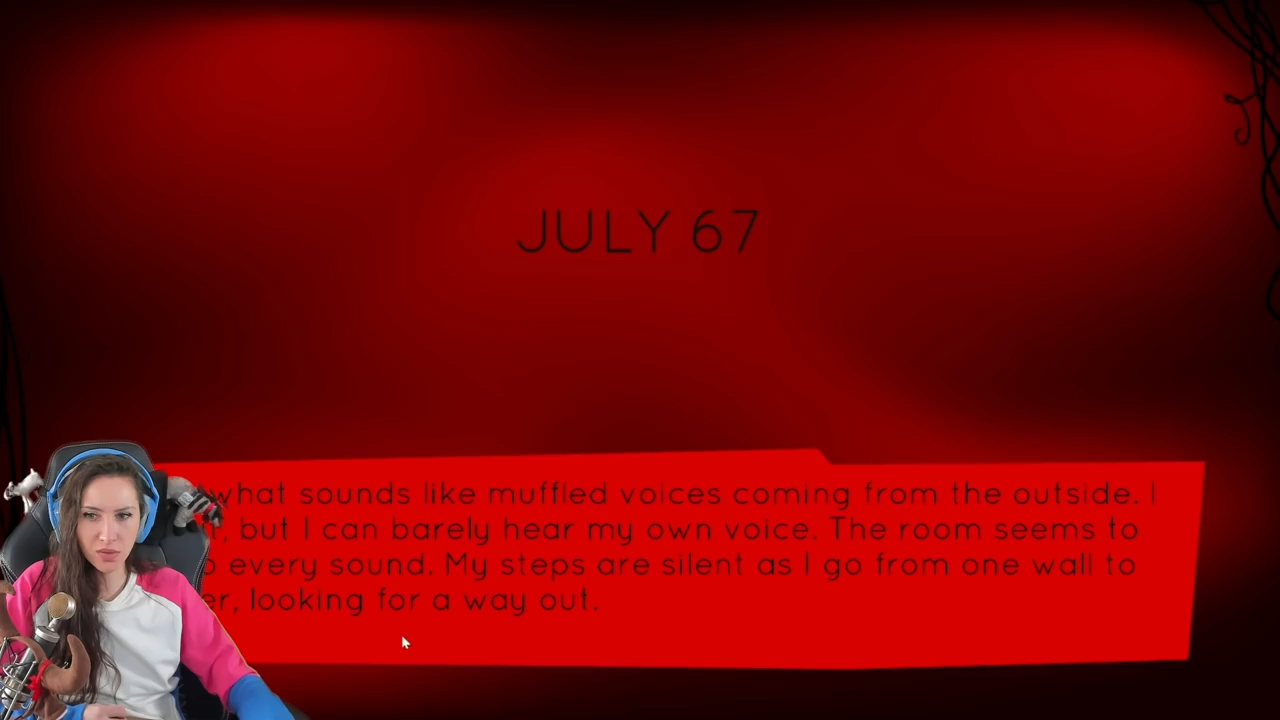 JULY 67
what sounds like muffled voices coming from the outside. I
but I can barely hear my own voice. The room seems to
every sound. My steps are silent as I go from one wall to
looking for a way out.